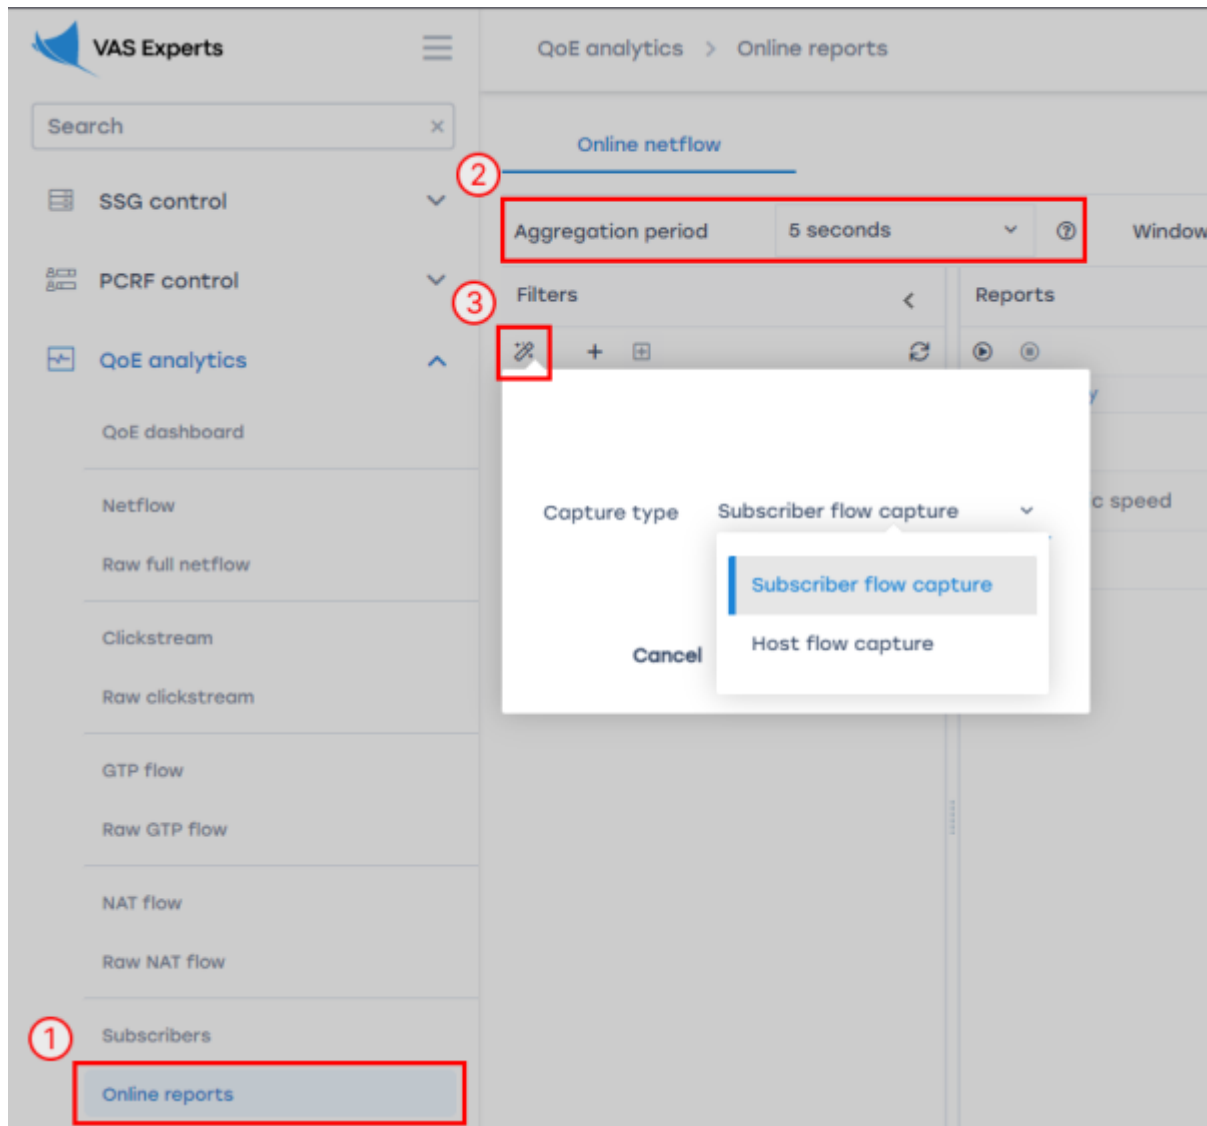 VAS Experts
QoE analytics > Online reports
Search
Online netflow
2
SSG control
Aggregation period 5 seconds Window
PCRF control
3
Filters
Reports
QoE analytics
QoE dashboard
y
Netflow
Capture type Subscriber flow capture
c speed
Raw full netflow
Subscriber flow capture
Clickstream
Host flow capture
Cancel
Raw clickstream
GTP flow
Raw GTP flow
NAT flow
Raw NAT flow
1
Subscribers
Online reports